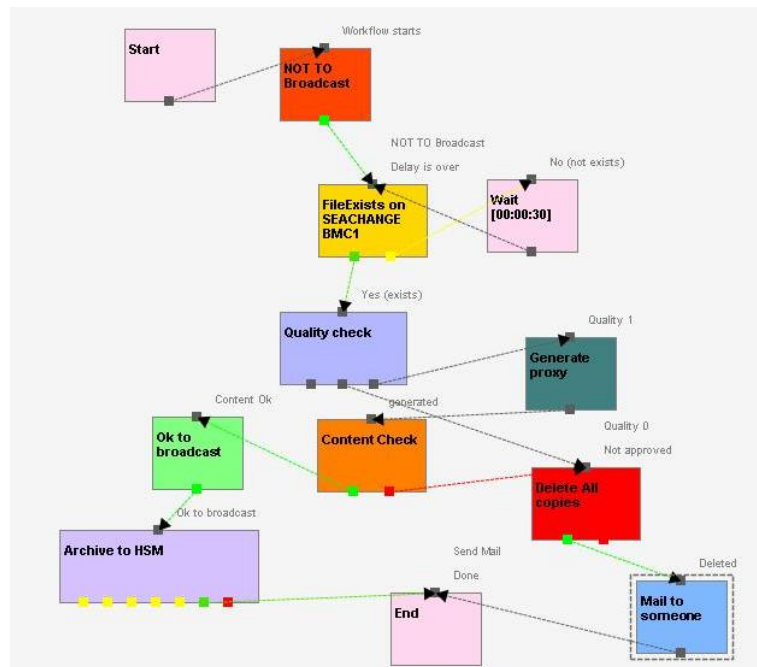 Workflow starts
Start
NOT TO
Broadcast
NOT TO Broadcast
Delay is over
No (not exists)
FileExists on
SEACHANGE
BMC1
Wait
[00:00:30]
Yes (exists)
Quality check
Quality 1
Generate
proxy
Content Ok
generated
Ok to
broadcast
Content Check
Quality 0
Not approved
Delete All
copies
Ok to broadcast
Archive to HSM
Send Mail
Done
Deleted
End
Mail to
someone